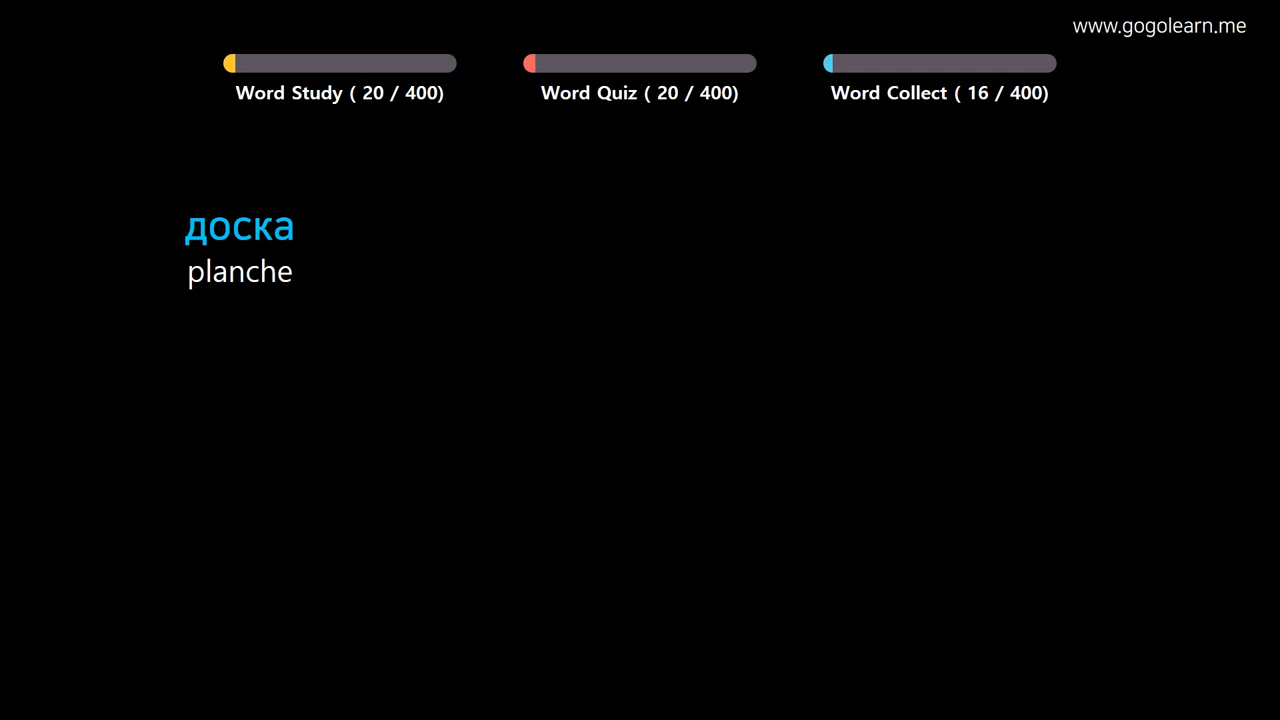 www.gogolearn.me
Word Study ( 20 / 400)
Word Quiz ( 20 / 400)
Word Collect ( 16 / 400)
доска
planche